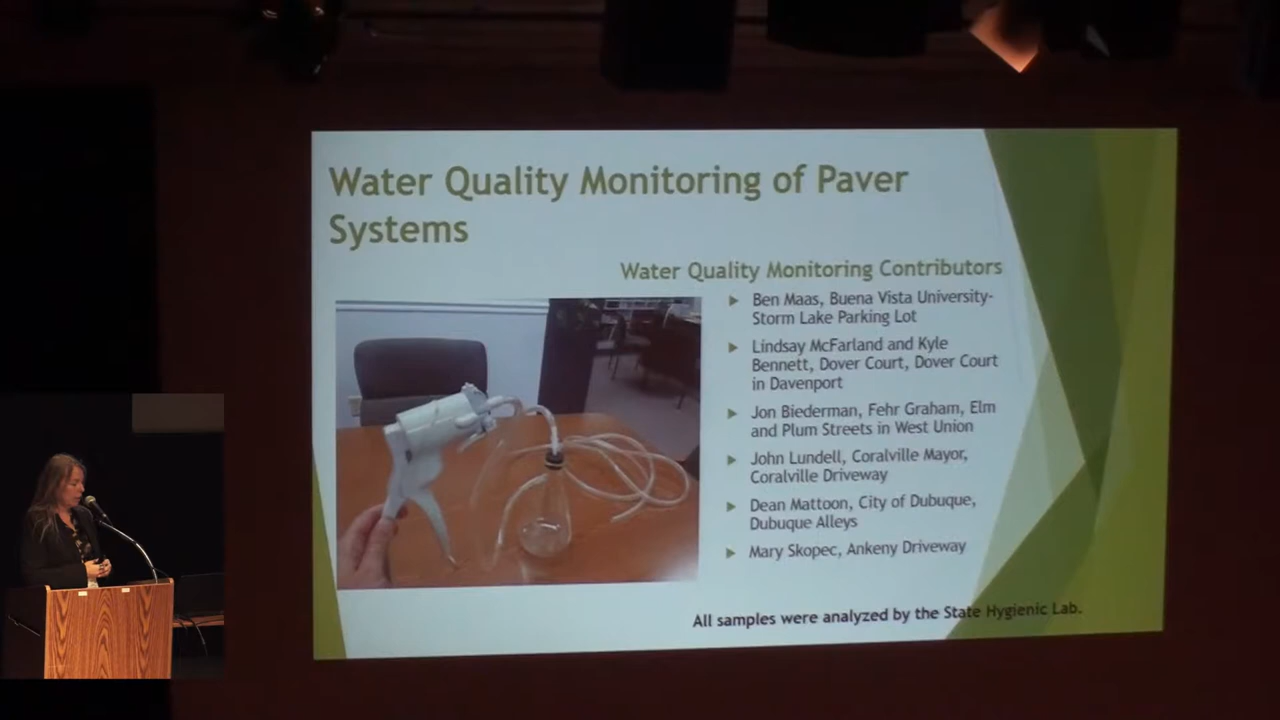 Water Quality Monitoring of Paver
Systems
Water Quality Monitoring Contributors
Ben Maas, Buena Vista University-
Storm Lake Parking Lot
Lindsay McFarland and Kyle
Bennett, Dover Court, Dover Court
in Davenport
Jon Biederman, Fehr Graham, Elm
and Plum Streets in West Union
John Lundell, Coralville Mayor,
Coralville Driveway
Dean Mattoon, City of Dubuque,
Dubuque Alleys
Mary Skopec, Ankeny Driveway
All samples were analyzed by the State Hygienic Lab.